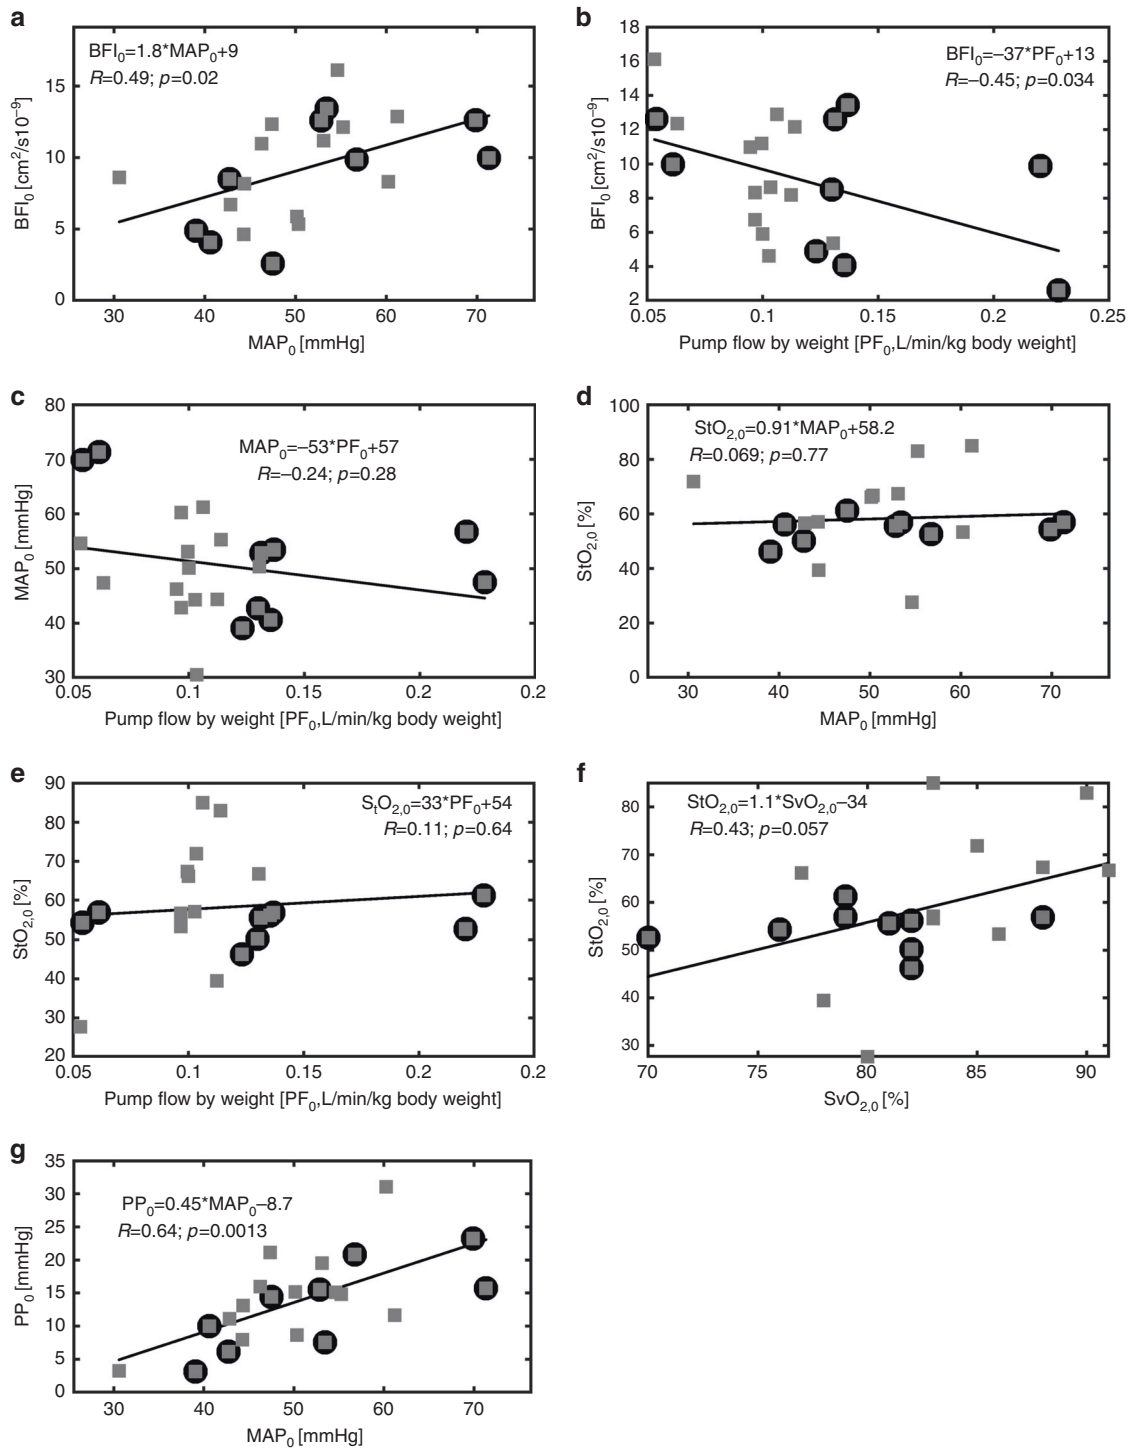 a
BFI0=1.8*MAP0+9
R=0.49; p=0.02
BFI0 [cm2/s10−9]
15
10
5
0
30 40 50 60 70
MAP0 [mmHg]
b
BFI0=–37*PF0+13
R=–0.45; p=0.034
BFI0 [cm2/s10−9]
18
16
14
12
10
8
6
4
2
0.05 0.1 0.15 0.2 0.25
Pump flow by weight [PF0,L/min/kg body weight]
c
MAP0=–53*PF0+57
R=–0.24; p=0.28
MAP0 [mmHg]
80
70
60
50
40
30
0.05 0.1 0.15 0.2 0.2
Pump flow by weight [PF0,L/min/kg body weight]
d
StO2,0=0.91*MAP0+58.2
R=0.069; p=0.77
StO2,0 [%]
100
80
60
40
20
0
30 40 50 60 70
MAP0 [mmHg]
e
StO2,0=33*PF0+54
R=0.11; p=0.64
StO2,0 [%]
90
80
70
60
50
40
30
20
0.05 0.1 0.15 0.2 0.2
Pump flow by weight [PF0,L/min/kg body weight]
f
StO2,0=1.1*SvO2,0–34
R=0.43; p=0.057
StO2,0 [%]
80
70
60
50
40
30
70 75 80 85 90
SvO2,0 [%]
g
PP0=0.45*MAP0–8.7
R=0.64; p=0.0013
PP0 [mmHg]
35
30
25
20
15
10
5
0
30 40 50 60 70
MAP0 [mmHg]